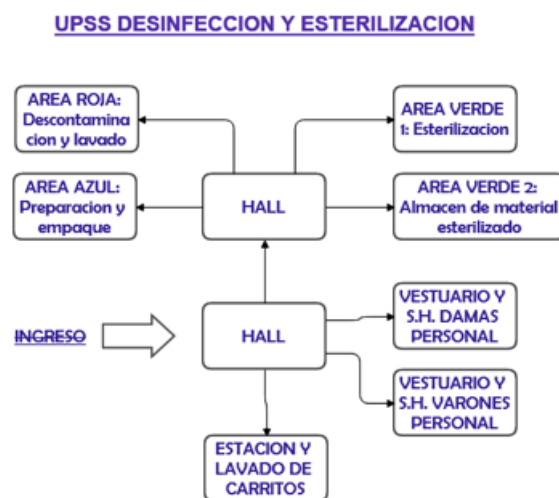 UPSS DESINFECCION Y ESTERILIZACION
AREA ROJA:
Descontamina
cion y lavado
AREA VERDE
1: Esterilizacion
AREA AZUL:
Preparacion y
empaque
HALL
AREA VERDE 2:
Almacen de material
esterilizado
INGRESO
HALL
VESTUARIO Y
S.H. DAMAS
PERSONAL
VESTUARIO Y
S.H. VARONES
PERSONAL
ESTACION Y
LAVADO DE
CARRITOS